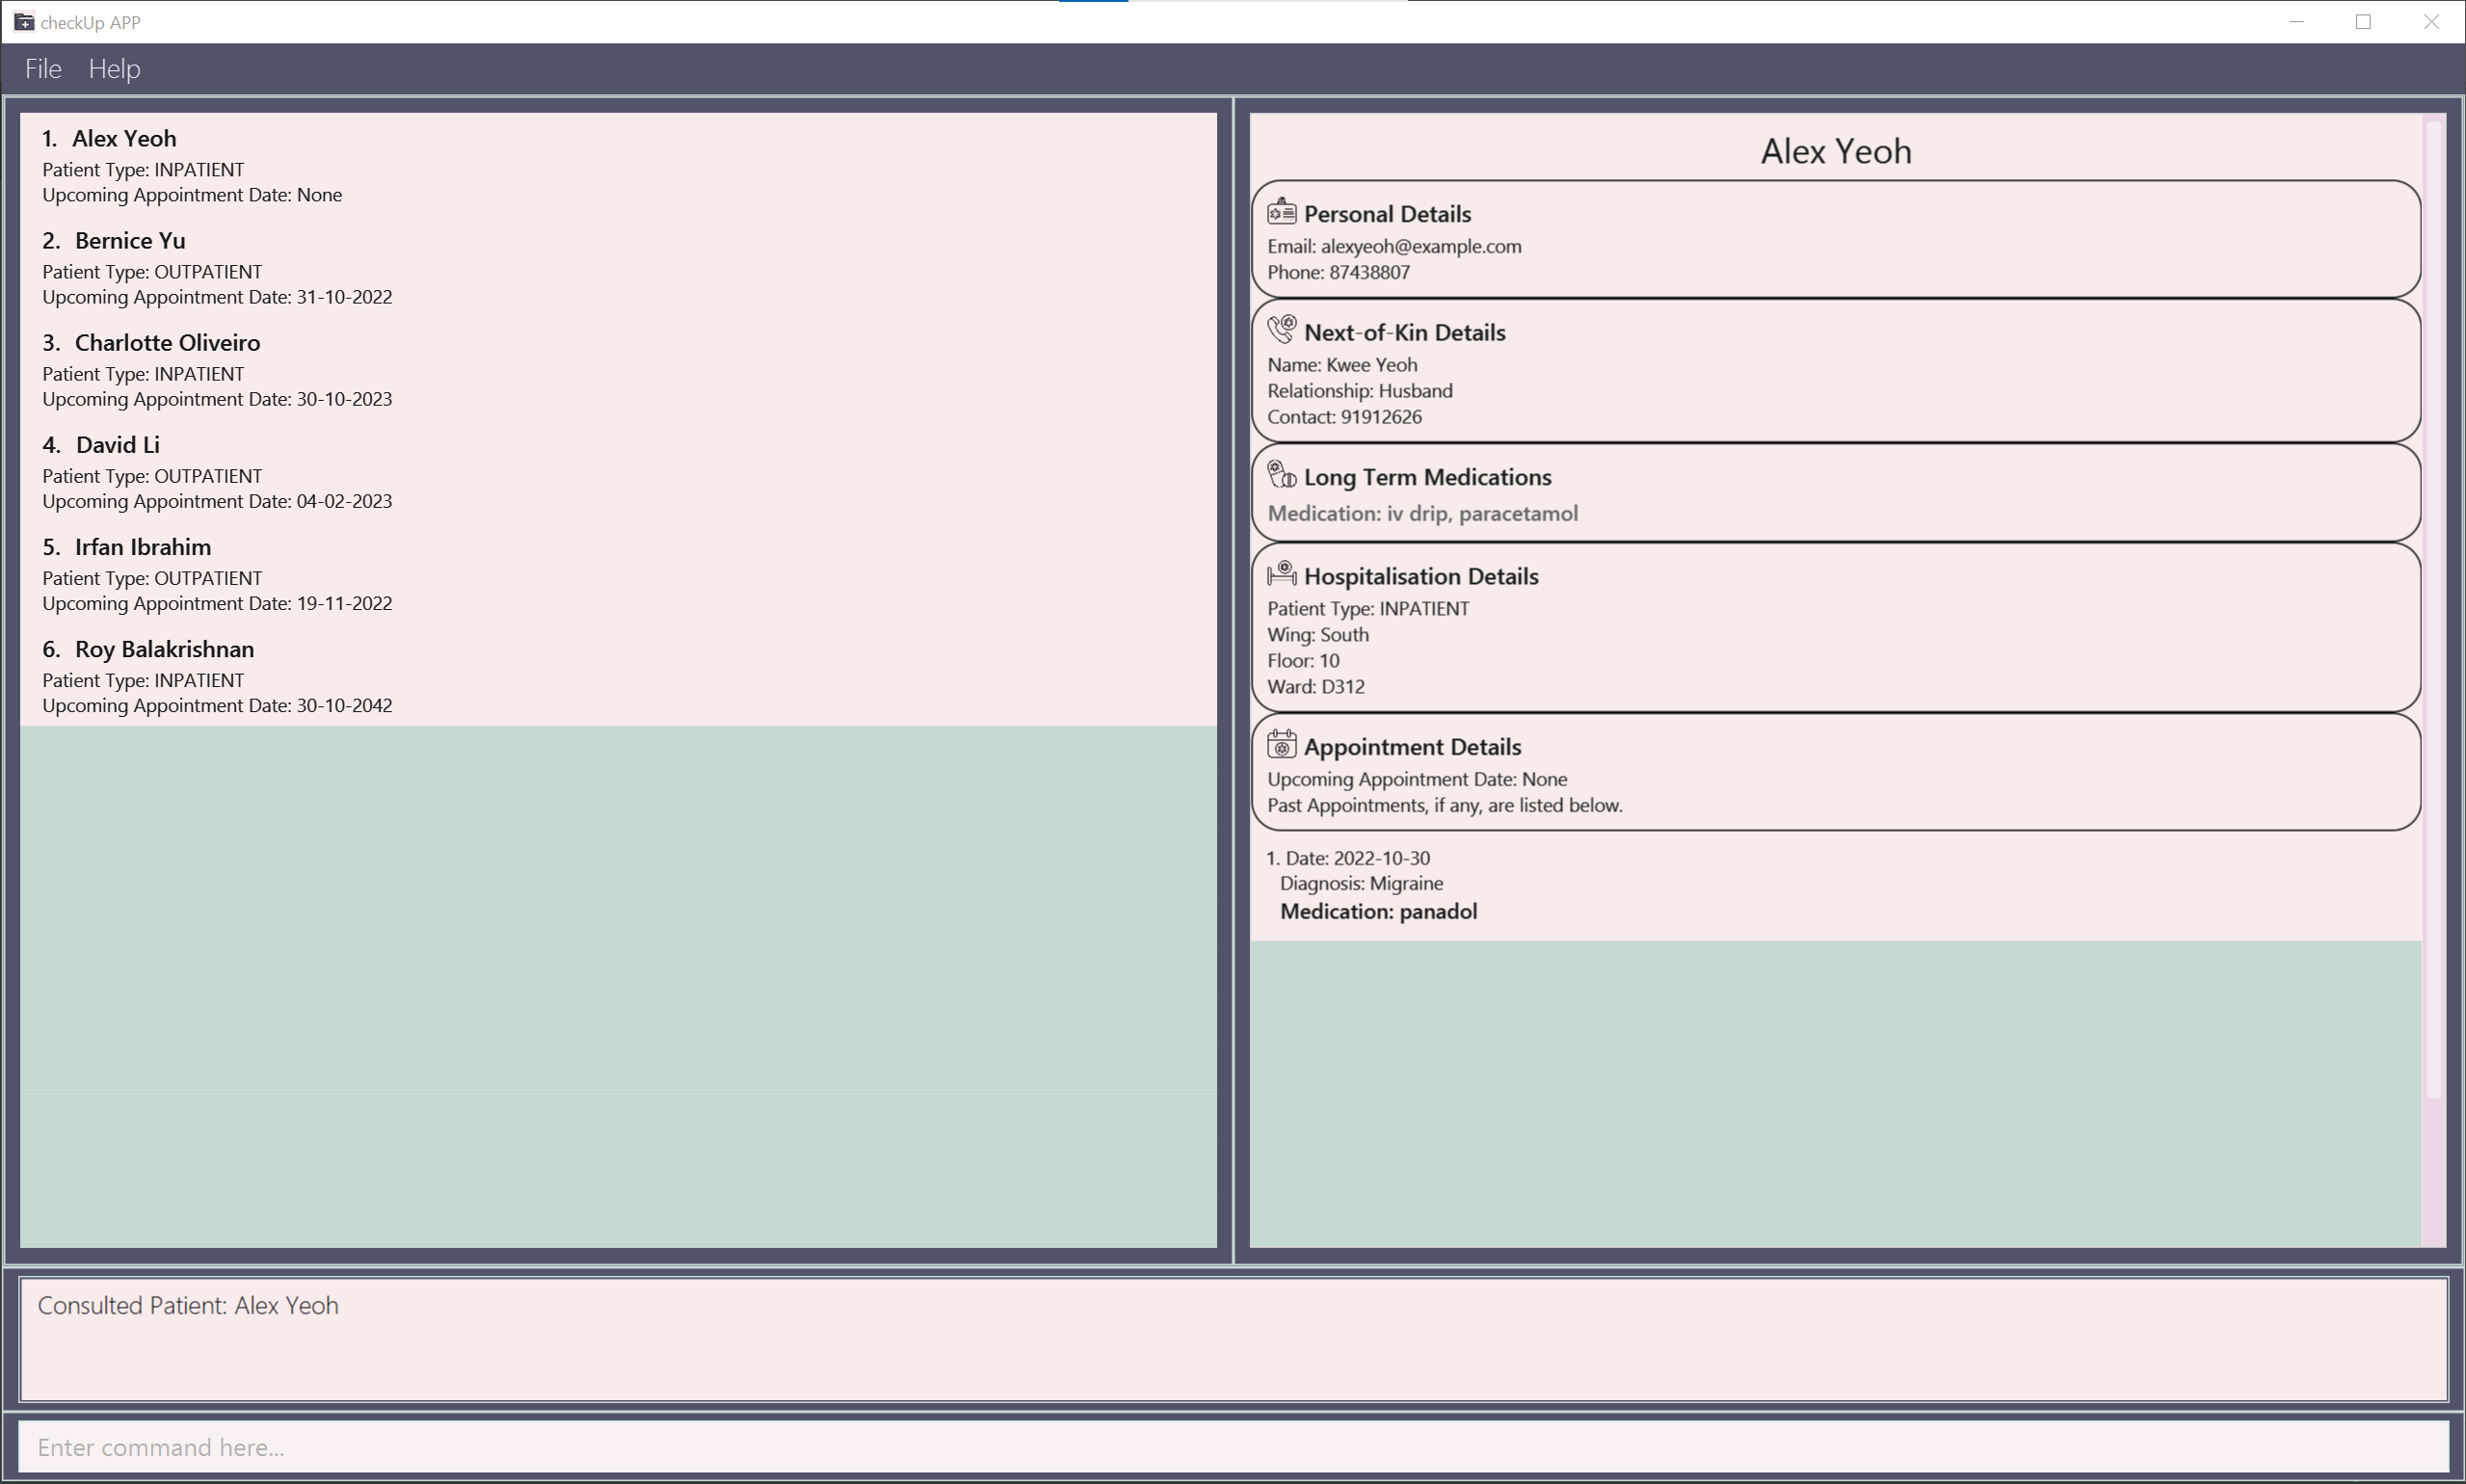 checkUp APP
File Help
1. Alex Yeoh
Patient Type: INPATIENT
Upcoming Appointment Date: None
2. Bernice Yu
Patient Type: OUTPATIENT
Upcoming Appointment Date: 31-10-2022
3. Charlotte Oliveiro
Patient Type: INPATIENT
Upcoming Appointment Date: 30-10-2023
4. David Li
Patient Type: OUTPATIENT
Upcoming Appointment Date: 04-02-2023
5. Irfan Ibrahim
Patient Type: OUTPATIENT
Upcoming Appointment Date: 19-11-2022
6. Roy Balakrishnan
Patient Type: INPATIENT
Upcoming Appointment Date: 30-10-2042
Alex Yeoh
Personal Details
Email: alexyeoh@example.com
Phone: 87438807
Next-of-Kin Details
Name: Kwee Yeoh
Relationship: Husband
Contact: 91912626
Long Term Medications
Medication: iv drip, paracetamol
Hospitalisation Details
Patient Type: INPATIENT
Wing: South
Floor: 10
Ward: D312
Appointment Details
Upcoming Appointment Date: None
Past Appointments, if any, are listed below.
1. Date: 2022-10-30
Diagnosis: Migraine
Medication: panadol
Consulted Patient: Alex Yeoh
Enter command here...